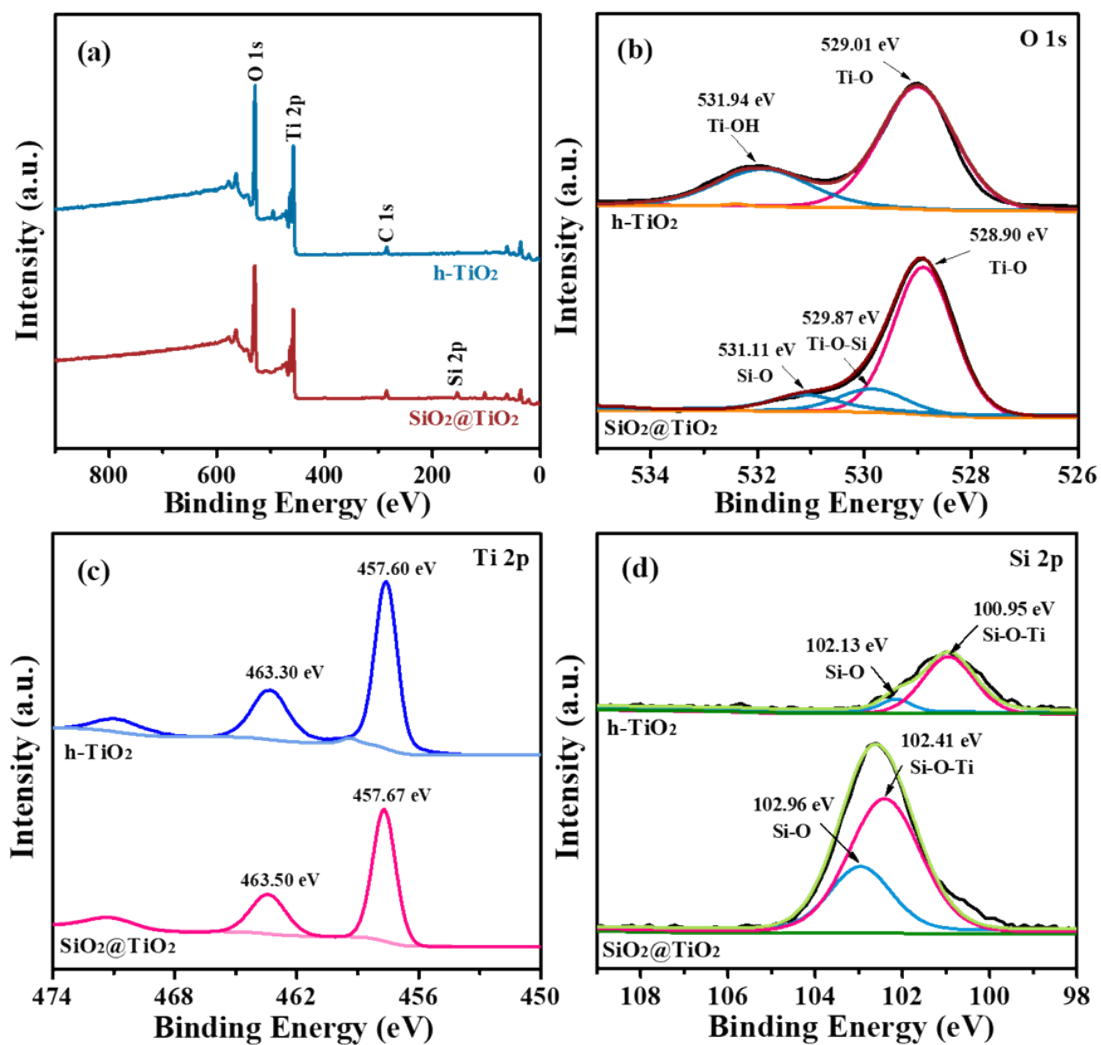 (a)
O 1s
Ti 2p
C 1s
h-TiO2
Si 2p
SiO2@TiO2
Intensity (a.u.)
800 600 400 200 0
Binding Energy (eV)
(b)
O 1s
529.01 eV
Ti-O
531.94 eV
Ti-OH
h-TiO2
528.90 eV
Ti-O
529.87 eV
Ti-O-Si
531.11 eV
Si-O
SiO2@TiO2
Intensity (a.u.)
534 532 530 528 526
Binding Energy (eV)
(c)
Ti 2p
457.60 eV
463.30 eV
h-TiO2
457.67 eV
463.50 eV
SiO2@TiO2
Intensity (a.u.)
474 468 462 456 450
Binding Energy (eV)
(d)
Si 2p
100.95 eV
Si-O-Ti
102.13 eV
Si-O
h-TiO2
102.41 eV
Si-O-Ti
102.96 eV
Si-O
SiO2@TiO2
Intensity (a.u.)
108 106 104 102 100 98
Binding Energy (eV)